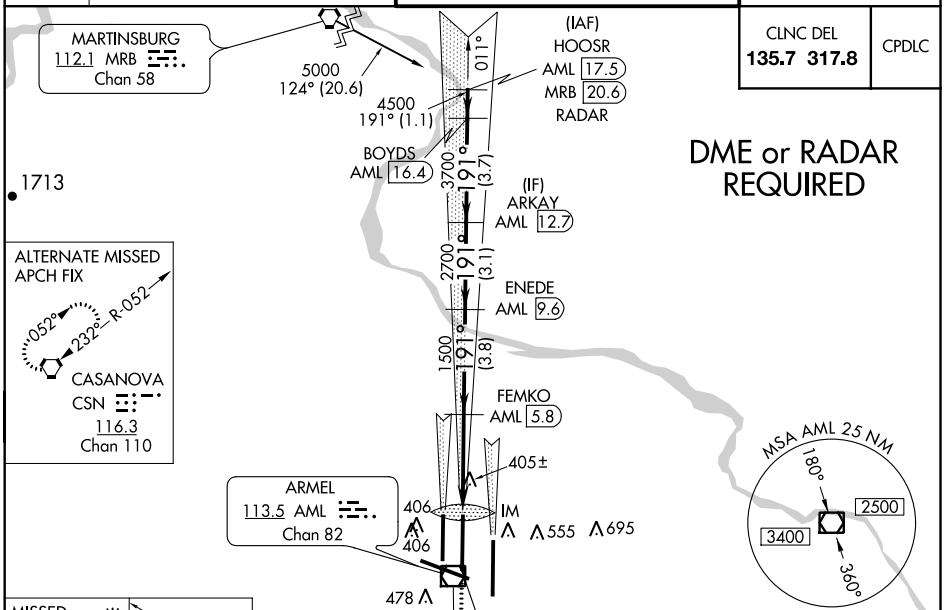 MARTINSBURG
112.1 MRB
Chan 58
5000
124° (20.6)
4500
191° (1.1)
011°
(IAF)
HOOSR
AML 17.5
MRB 20.6
RADAR
CLNC DEL
135.7 317.8
CPDLC
BOYDS
AML 16.4
3700
191°
(3.7)
DME or RADAR
REQUIRED
1713
(IF)
ARKAY
AML 12.7
2700
191°
(3.1)
ALTERNATE MISSED
APCH FIX
052°
232°
R-052
CASANOVA
CSN
116.3
Chan 110
ENEDE
AML 9.6
1500
191°
(3.8)
FEMKO
AML 5.8
405±
MSA AML 25 NM
180°
2500
3400
360°
ARMEL
113.5 AML
Chan 82
406
406
IM
555
695
478
MISSED